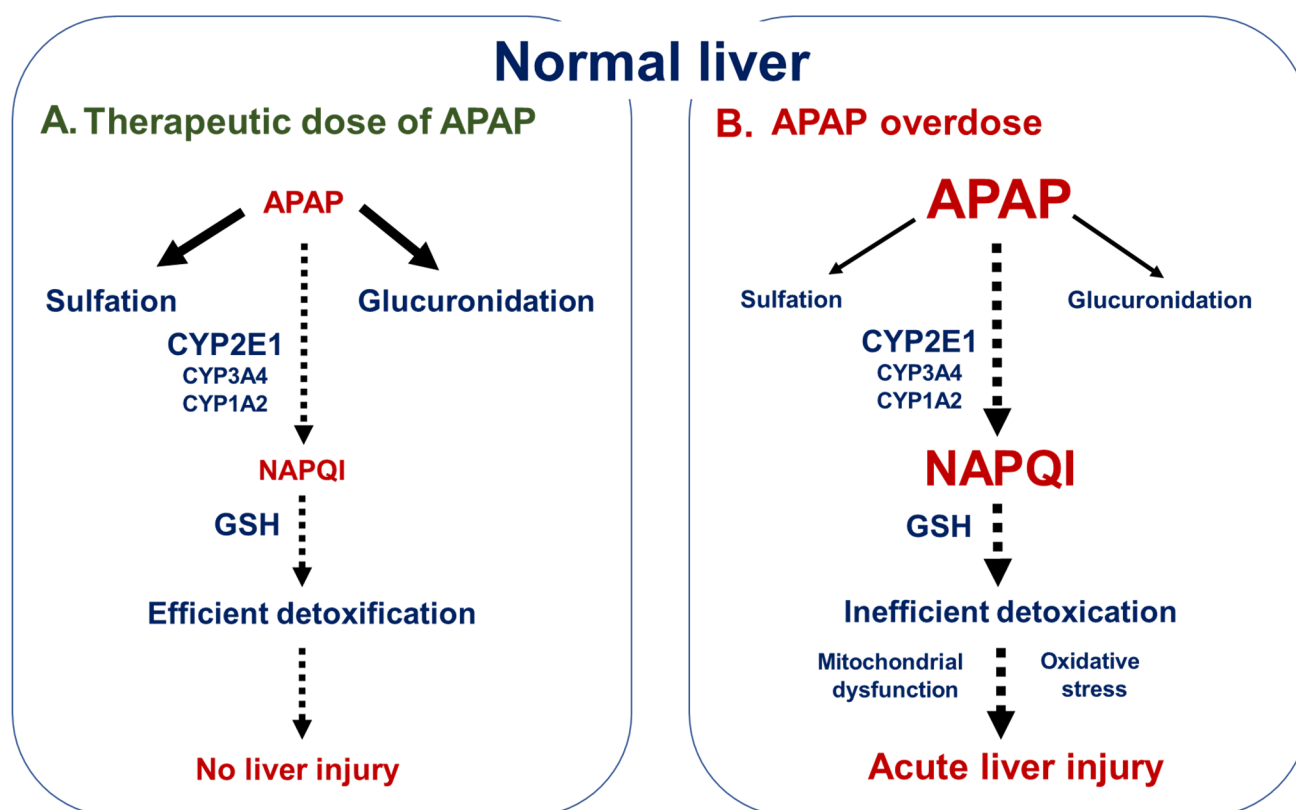 Normal liver
A. Therapeutic dose of APAP
APAP
Sulfation
Glucuronidation
CYP2E1
CYP3A4
CYP1A2
NAPQI
GSH
Efficient detoxification
No liver injury
B. APAP overdose
APAP
Sulfation
Glucuronidation
CYP2E1
CYP3A4
CYP1A2
NAPQI
GSH
Inefficient detoxication
Mitochondrial
dysfunction
Oxidative
stress
Acute liver injury